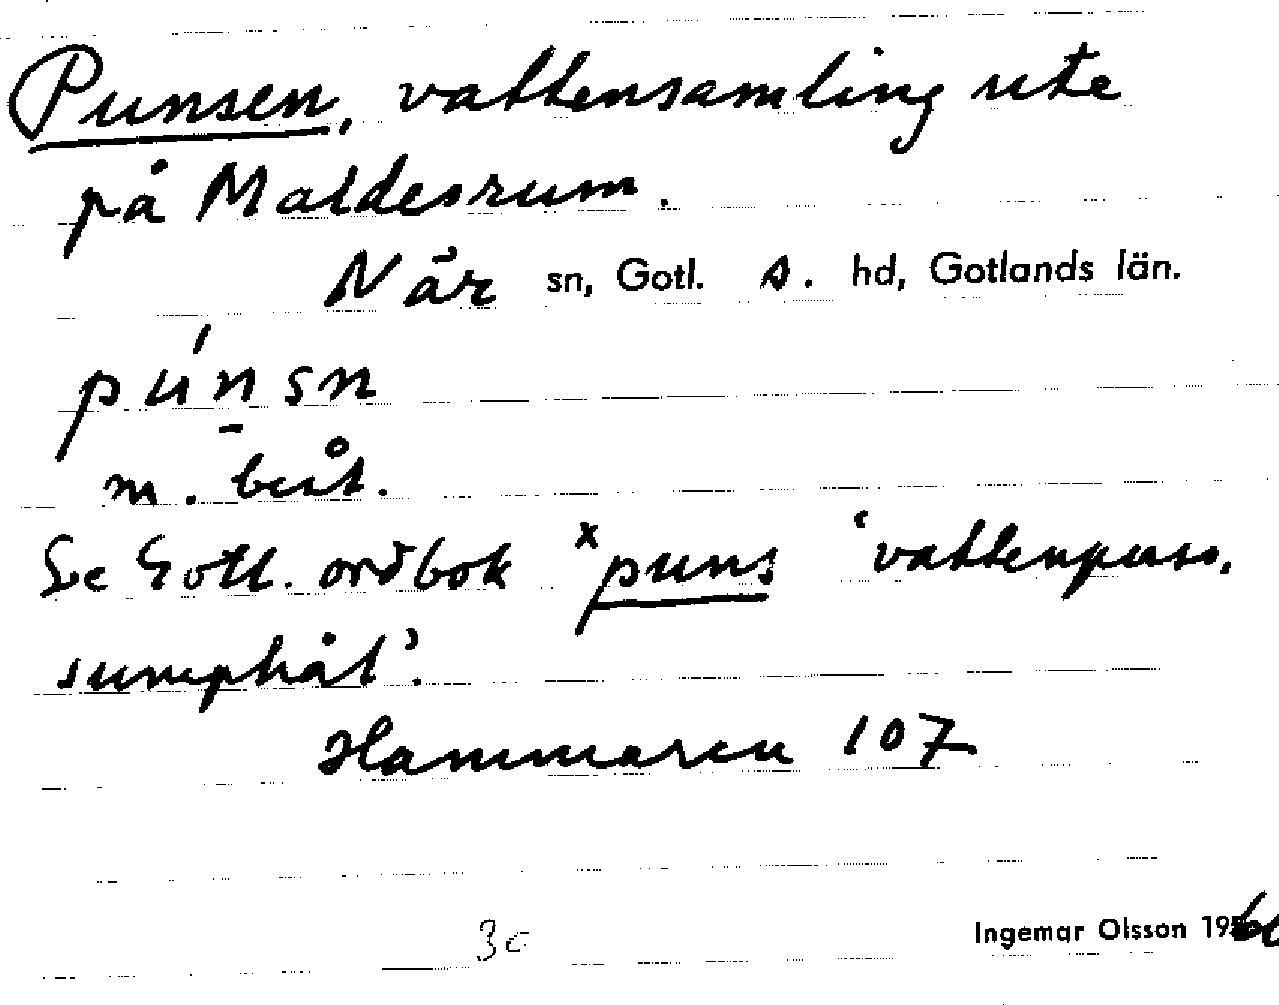 Punsen, vattensamling ute
på Maldesrum.
När sn, Gotl. s. hd, Gotlands län.
púnsn
m. best.
Se Gotl. ordbok ˣpuns ‘vattenpuss,
sumphål’.
Hammaren 107
30
Ingemar Olsson 19